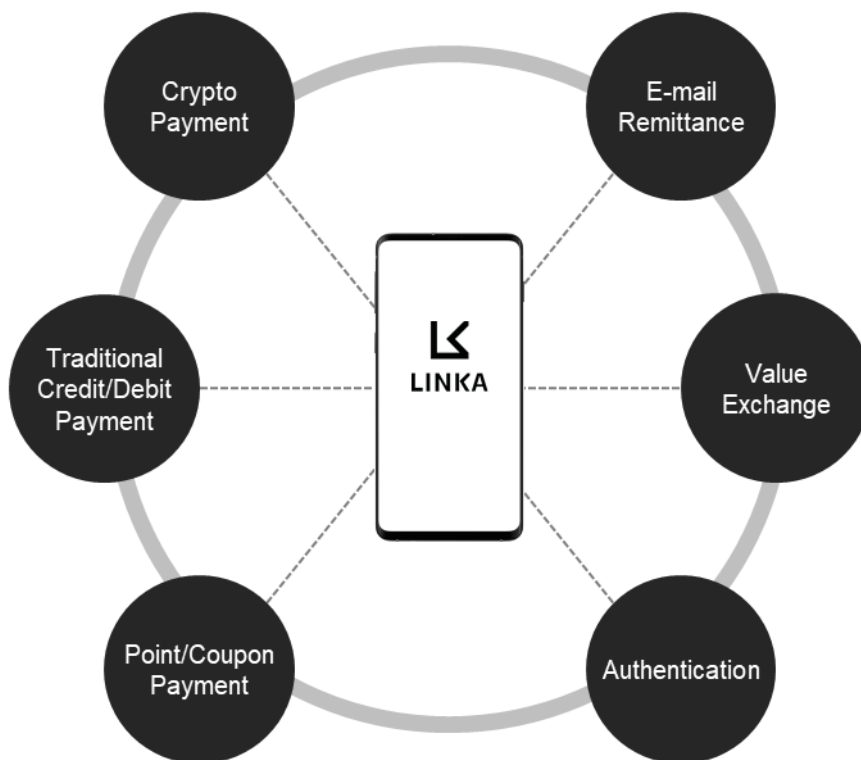 Crypto
Payment
E-mail
Remittance
LINKA
Traditional
Credit/Debit
Payment
Value
Exchange
Point/Coupon
Payment
Authentication